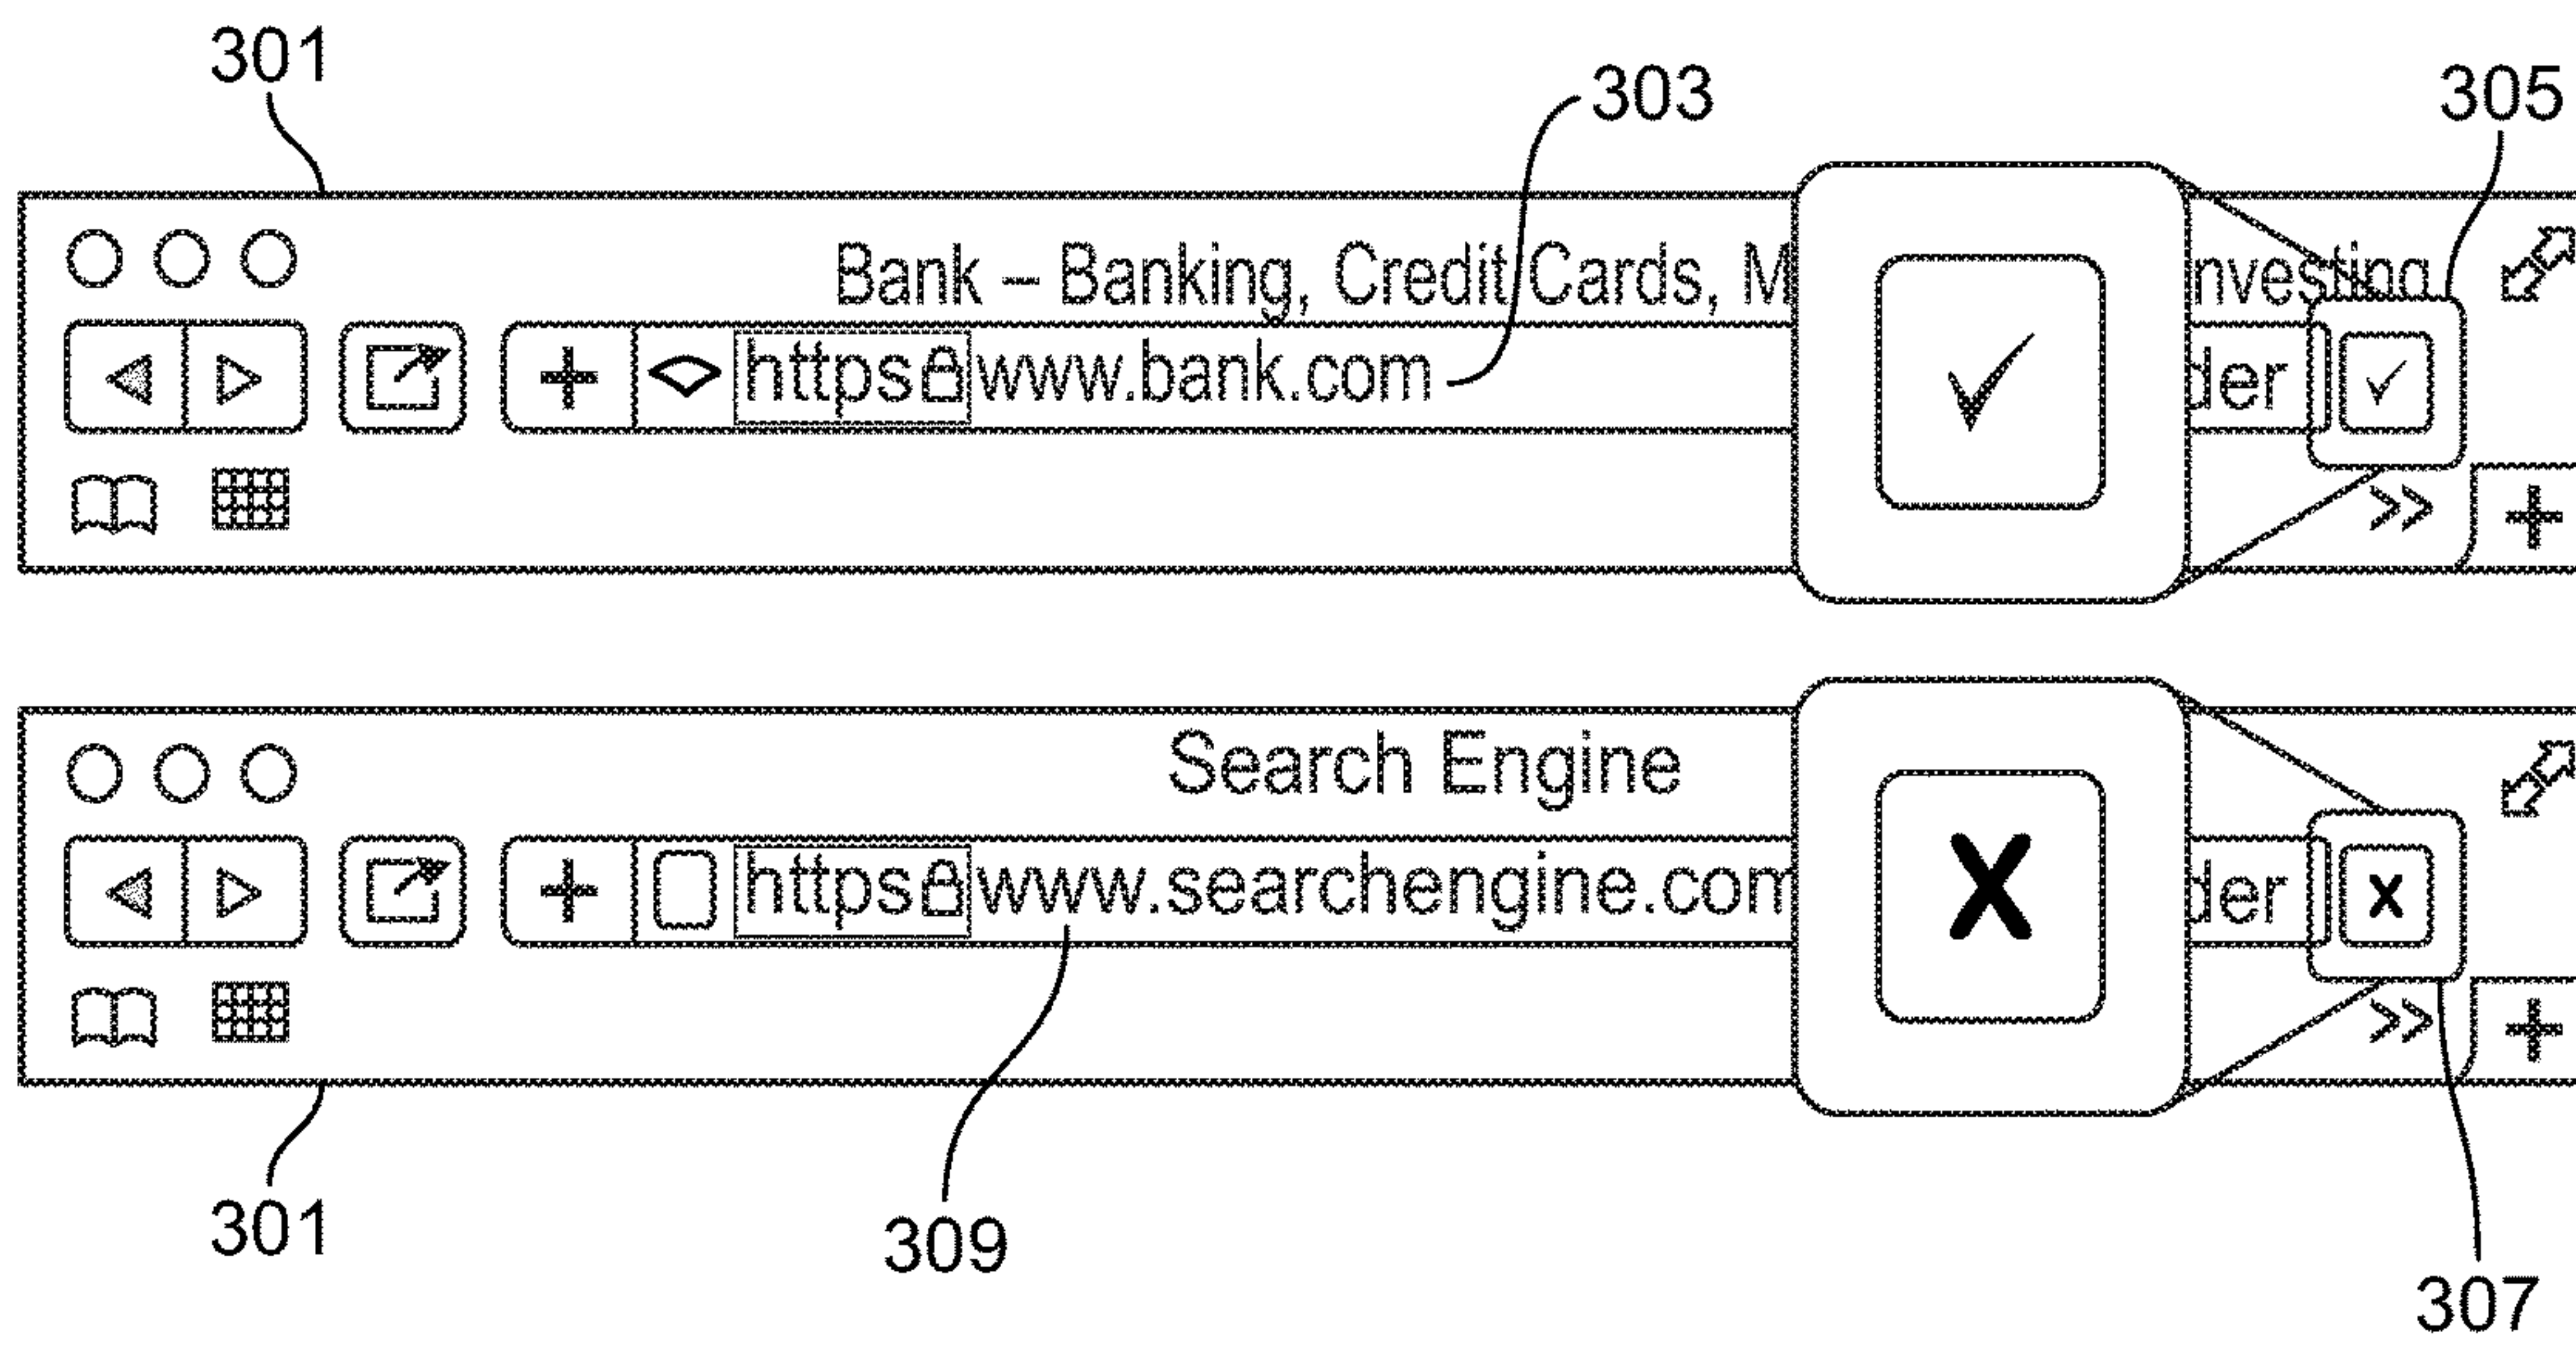 301
303
305
Bank – Banking, Credit Cards, M nvesting
https www.bank.com der
Search Engine
https www.searchengine.com der
301
309
307